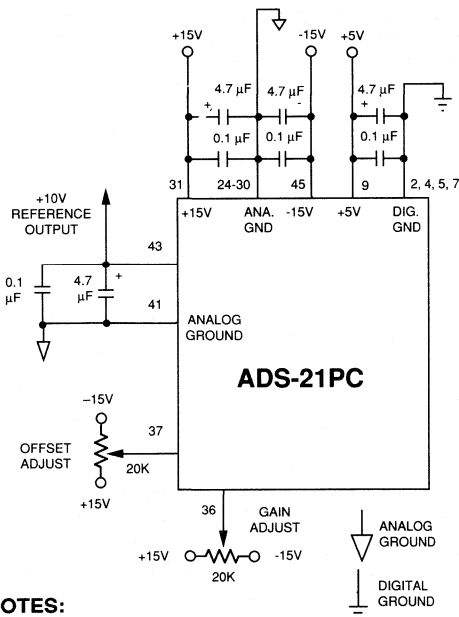 +15V -15V +5V
4.7 µF 4.7 µF 4.7 µF
+ - +
0.1 µF 0.1 µF 0.1 µF
31 24-30 45 9 2, 4, 5, 7
+15V ANA. GND -15V +5V DIG. GND
+10V
REFERENCE
OUTPUT
43
0.1
µF
4.7
µF
+
41
ANALOG
GROUND
ADS-21PC
-15V
37
OFFSET
ADJUST
20K
+15V
36
GAIN
ADJUST
+15V -15V
20K
ANALOG
GROUND
DIGITAL
GROUND
OTES: